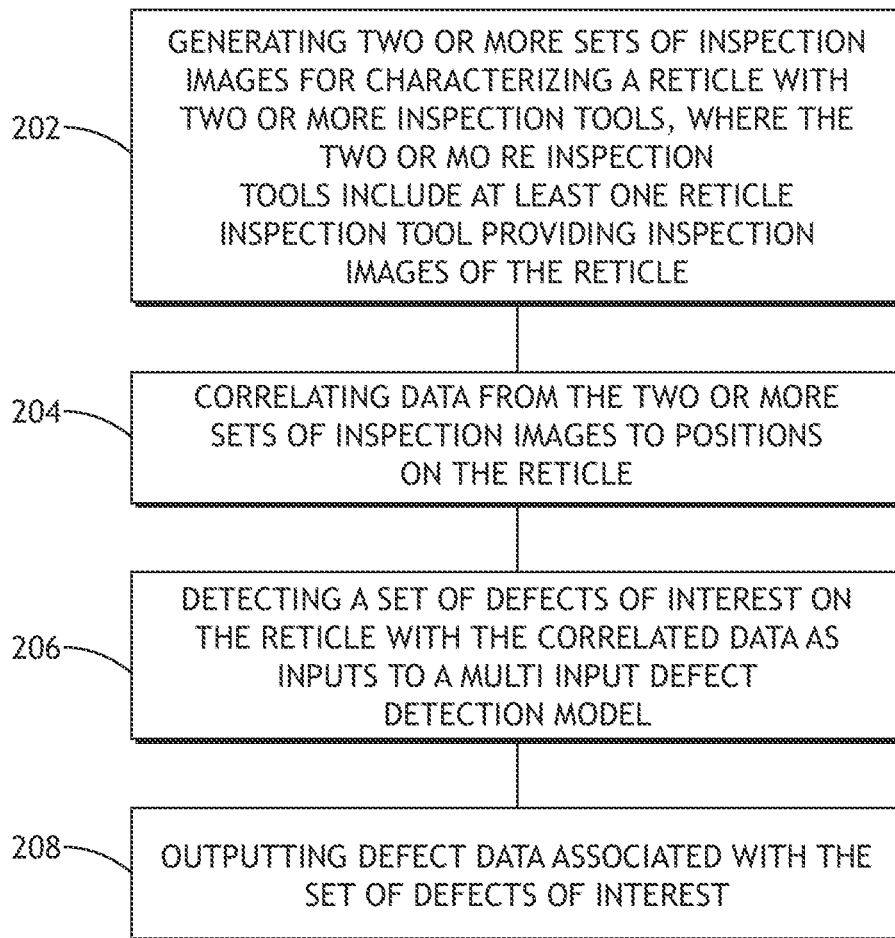 GENERATING TWO OR MORE SETS OF INSPECTION
IMAGES FOR CHARACTERIZING A RETICLE WITH
202
TWO OR MORE INSPECTION TOOLS, WHERE THE
TWO OR MO RE INSPECTION
TOOLS INCLUDE AT LEAST ONE RETICLE
INSPECTION TOOL PROVIDING INSPECTION
IMAGES OF THE RETICLE
204
CORRELATING DATA FROM THE TWO OR MORE
SETS OF INSPECTION IMAGES TO POSITIONS
ON THE RETICLE
206
DETECTING A SET OF DEFECTS OF INTEREST ON
THE RETICLE WITH THE CORRELATED DATA AS
INPUTS TO A MULTI INPUT DEFECT
DETECTION MODEL
208
OUTPUTTING DEFECT DATA ASSOCIATED WITH THE
SET OF DEFECTS OF INTEREST